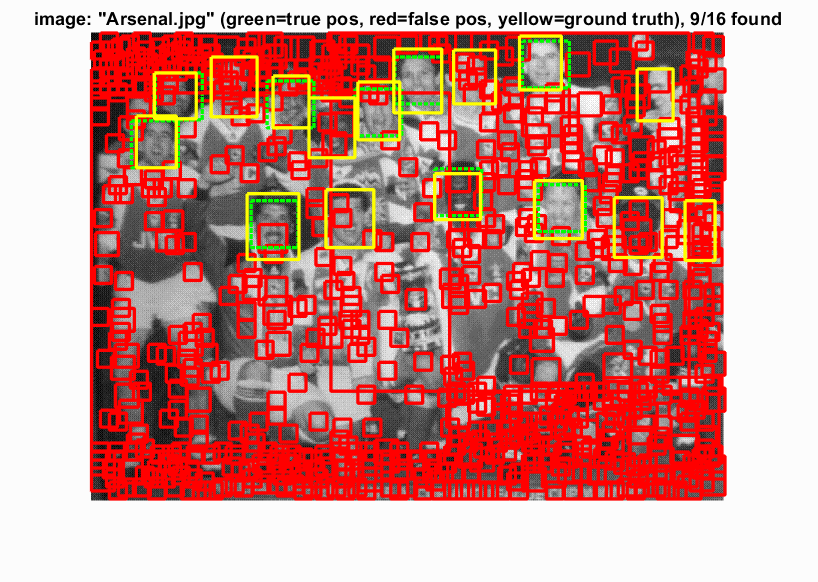 image: "Arsenal.jpg" (green=true pos, red=false pos, yellow=ground truth), 9/16 found